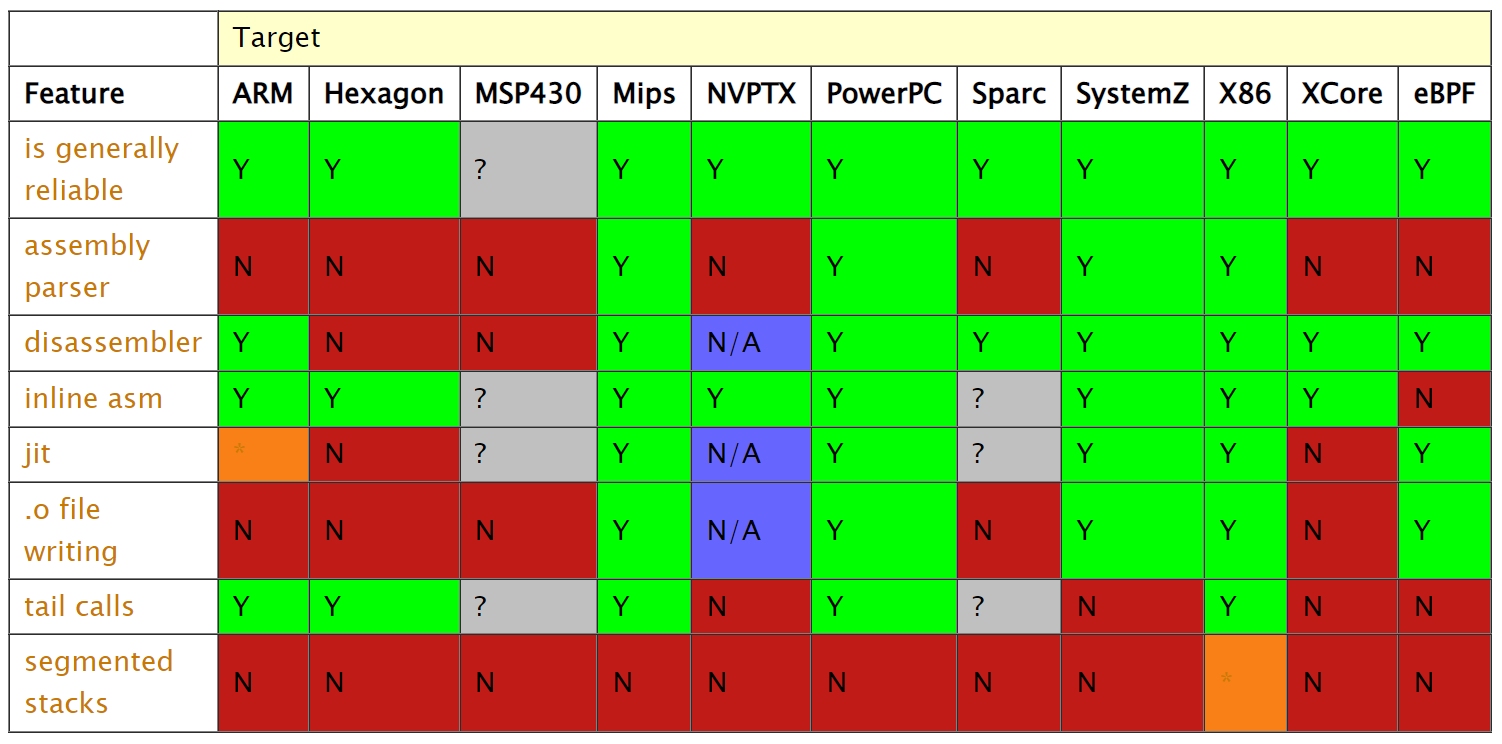 Target
Feature ARM Hexagon MSP430 Mips NVPTX PowerPC Sparc SystemZ X86 XCore eBPF
is generally
reliable Y Y ? Y Y Y Y Y Y Y Y
assembly
parser N N N Y N Y N Y Y N N
disassembler Y N N Y N/A Y Y Y Y Y Y
inline asm Y Y ? Y Y Y ? Y Y Y N
jit * N ? Y N/A Y ? Y Y N Y
.o file
writing N N N Y N/A Y N Y Y N Y
tail calls Y Y ? Y N Y ? N Y N N
segmented
stacks N N N N N N N N * N N